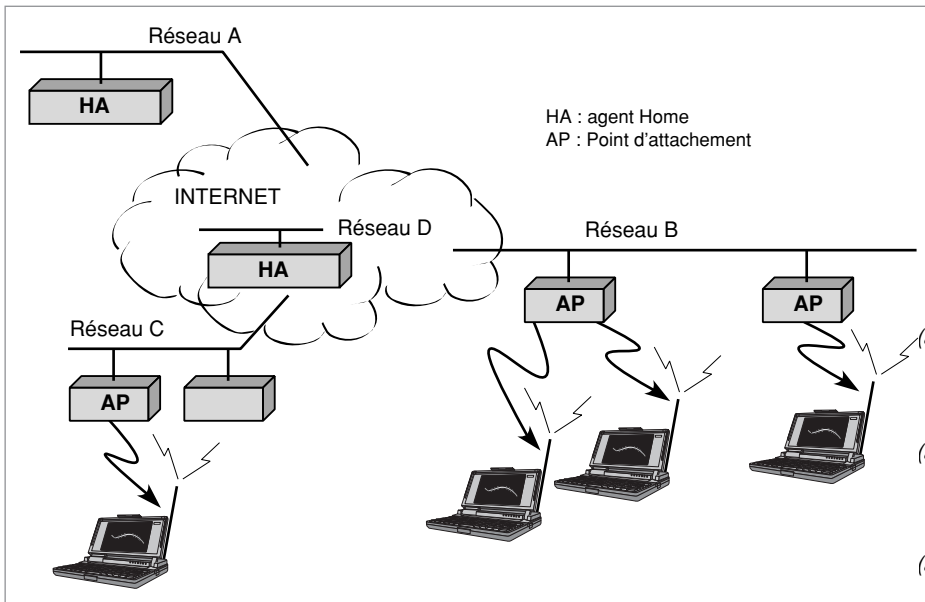 Réseau A
HA
HA : agent Home
AP : Point d'attachement
INTERNET
Réseau D
Réseau B
HA
AP
AP
Réseau C
AP